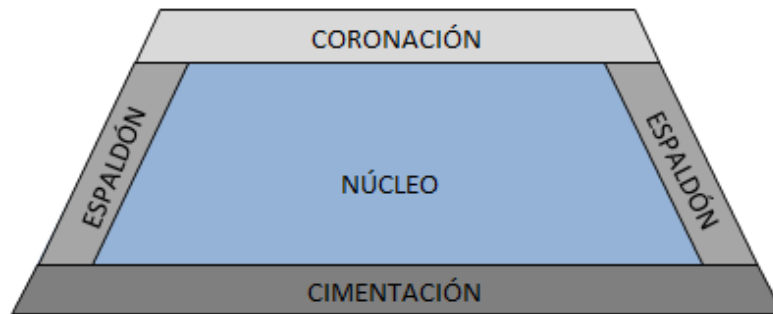 CORONACIÓN
ESPALDÓN
NÚCLEO
ESPALDÓN
CIMENTACIÓN